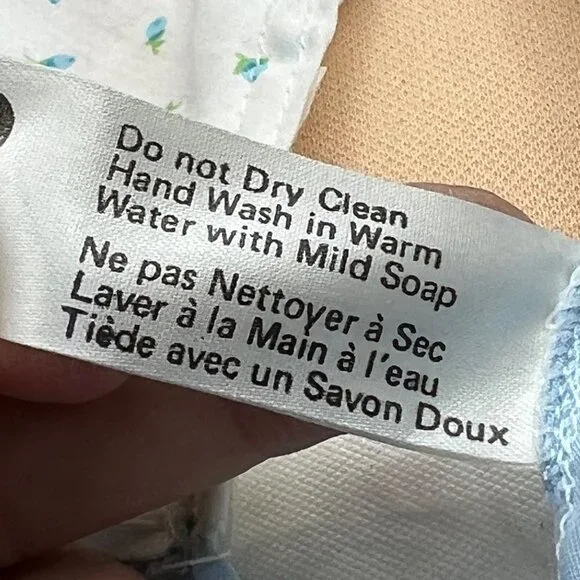 Do not Dry Clean
Hand Wash in Warm
Water with Mild Soap
Ne pas Nettoyer à Sec
Laver à la Main à l'eau
Tiède avec un Savon Doux